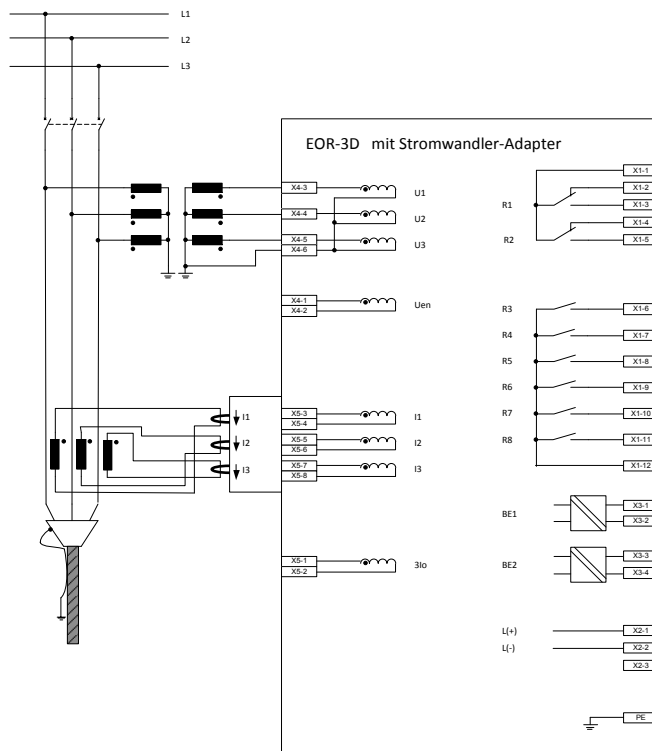 L1
L2
L3
EOR-3D mit Stromwandler-Adapter
X4-3
U1
X4-4
U2
X4-5
X4-6
U3
X4-1
X4-2
Uen
I1
I2
I3
X5-3
X5-4
I1
X5-5
X5-6
I2
X5-7
X5-8
I3
X5-1
X5-2
3Io
R1
X1-1
X1-2
X1-3
R2
X1-4
X1-5
R3
X1-6
R4
X1-7
R5
X1-8
R6
X1-9
R7
X1-10
R8
X1-11
X1-12
BE1
X3-1
X3-2
BE2
X3-3
X3-4
L(+)
X2-1
L(-)
X2-2
X2-3
PE